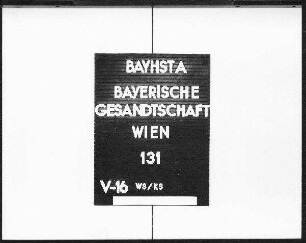 BAYHSTA
BAYERISCHE
GESANDTSCHAFT
WIEN
131
V-16 WS/KS